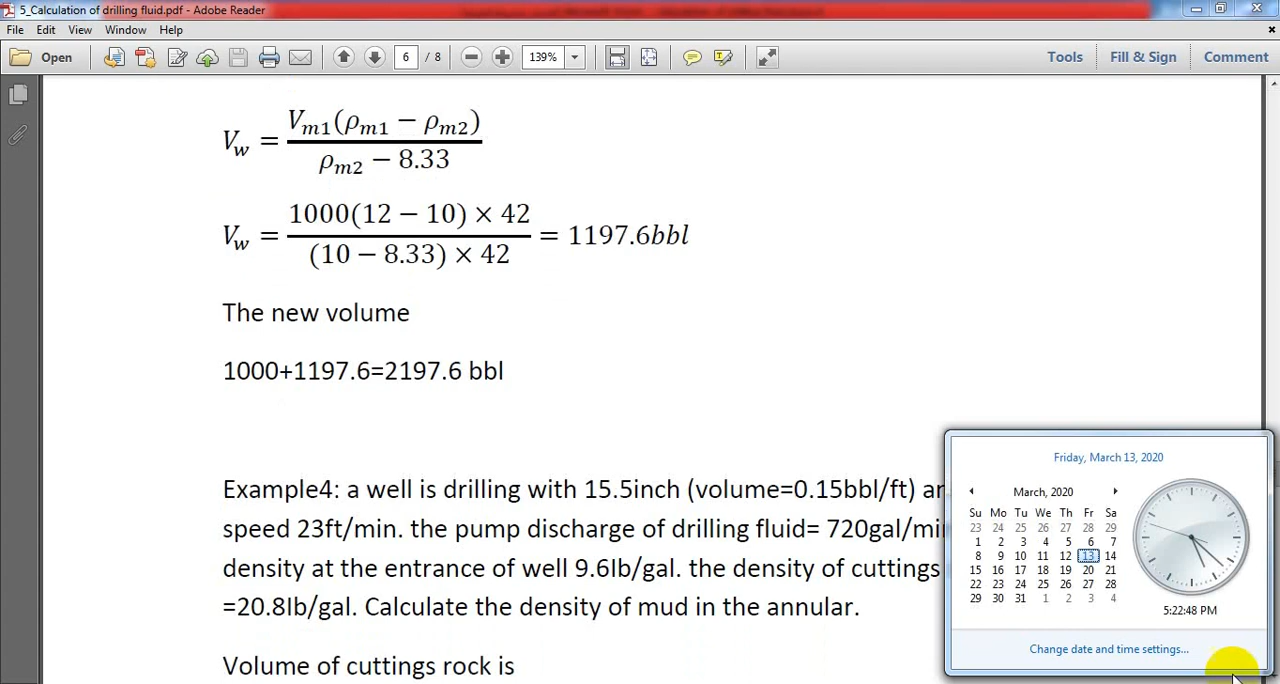 5_Calculation of drilling fluid.pdf - Adobe Reader
File Edit View Window Help
Open 6 / 8 139% Tools Fill & Sign Comment
V_w = V_m1(ρ_m1 − ρ_m2) / ρ_m2 − 8.33
V_w = 1000(12 − 10) × 42 / (10 − 8.33) × 42 = 1197.6bbl
The new volume
1000+1197.6=2197.6 bbl
Example4: a well is drilling with 15.5inch (volume=0.15bbl/ft)
speed 23ft/min. the pump discharge of drilling fluid= 720gal/min
density at the entrance of well 9.6Ib/gal. the density of cuttings
=20.8Ib/gal. Calculate the density of mud in the annular.
Volume of cuttings rock is
Friday, March 13, 2020
March, 2020
Su Mo Tu We Th Fr Sa
23 24 25 26 27 28 29
1 2 3 4 5 6 7
8 9 10 11 12 13 14
15 16 17 18 19 20 21
22 23 24 25 26 27 28
29 30 31 1 2 3 4
5:22:48 PM
Change date and time settings...